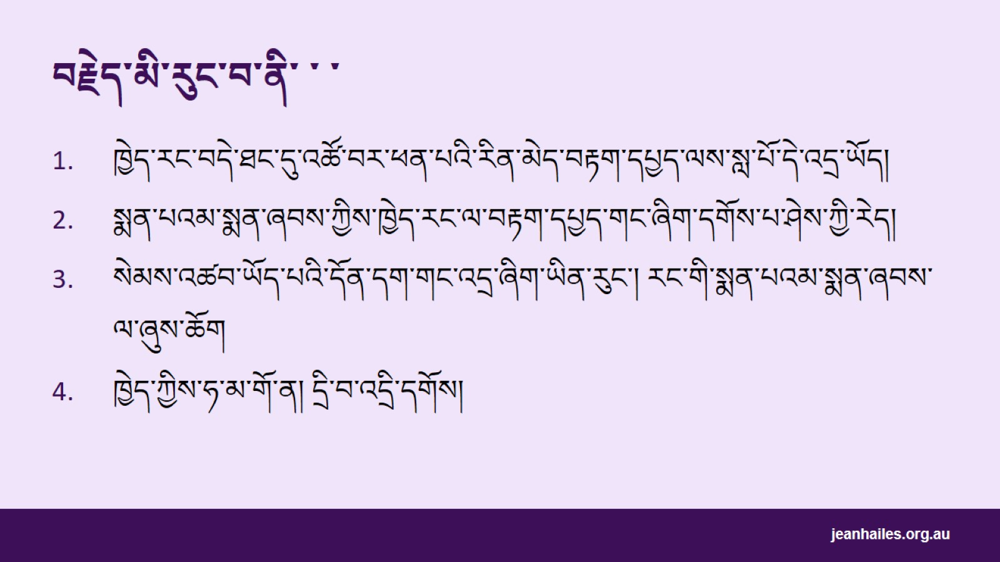 བརྗེད་མི་རུང་བ་ནི་ ་ ་
1. ཁྱེད་རང་བདེ་ཐང་དུ་འཚོ་བར་ཕན་པའི་རིན་མེད་བརྟག་དཔྱད་ལས་སླ་པོ་དེ་འདྲ་ཡོད།
2. སྨན་པའམ་སྨན་ཞབས་ཀྱིས་ཁྱེད་རང་ལ་བརྟག་དཔྱད་གང་ཞིག་དགོས་པ་ཤེས་ཀྱི་རེད།
3. སེམས་འཚབ་ཡོད་པའི་དོན་དག་གང་འདྲ་ཞིག་ཡིན་རུང་། རང་གི་སྨན་པའམ་སྨན་ཞབས་
ལ་ཞུས་ཆོག
4. ཁྱེད་ཀྱིས་ཧ་མ་གོ་ན། དྲི་བ་འདྲི་དགོས།
jeanhailes.org.au